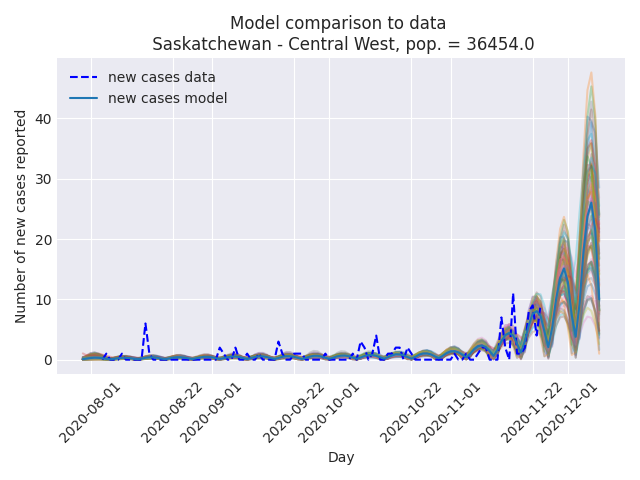 Model comparison to data
Saskatchewan - Central West, pop. = 36454.0
new cases data
new cases model
Number of new cases reported
40
30
20
10
0
2020-08-01
2020-08-22
2020-09-01
2020-09-22
2020-10-01
2020-10-22
2020-11-01
2020-11-22
2020-12-01
Day